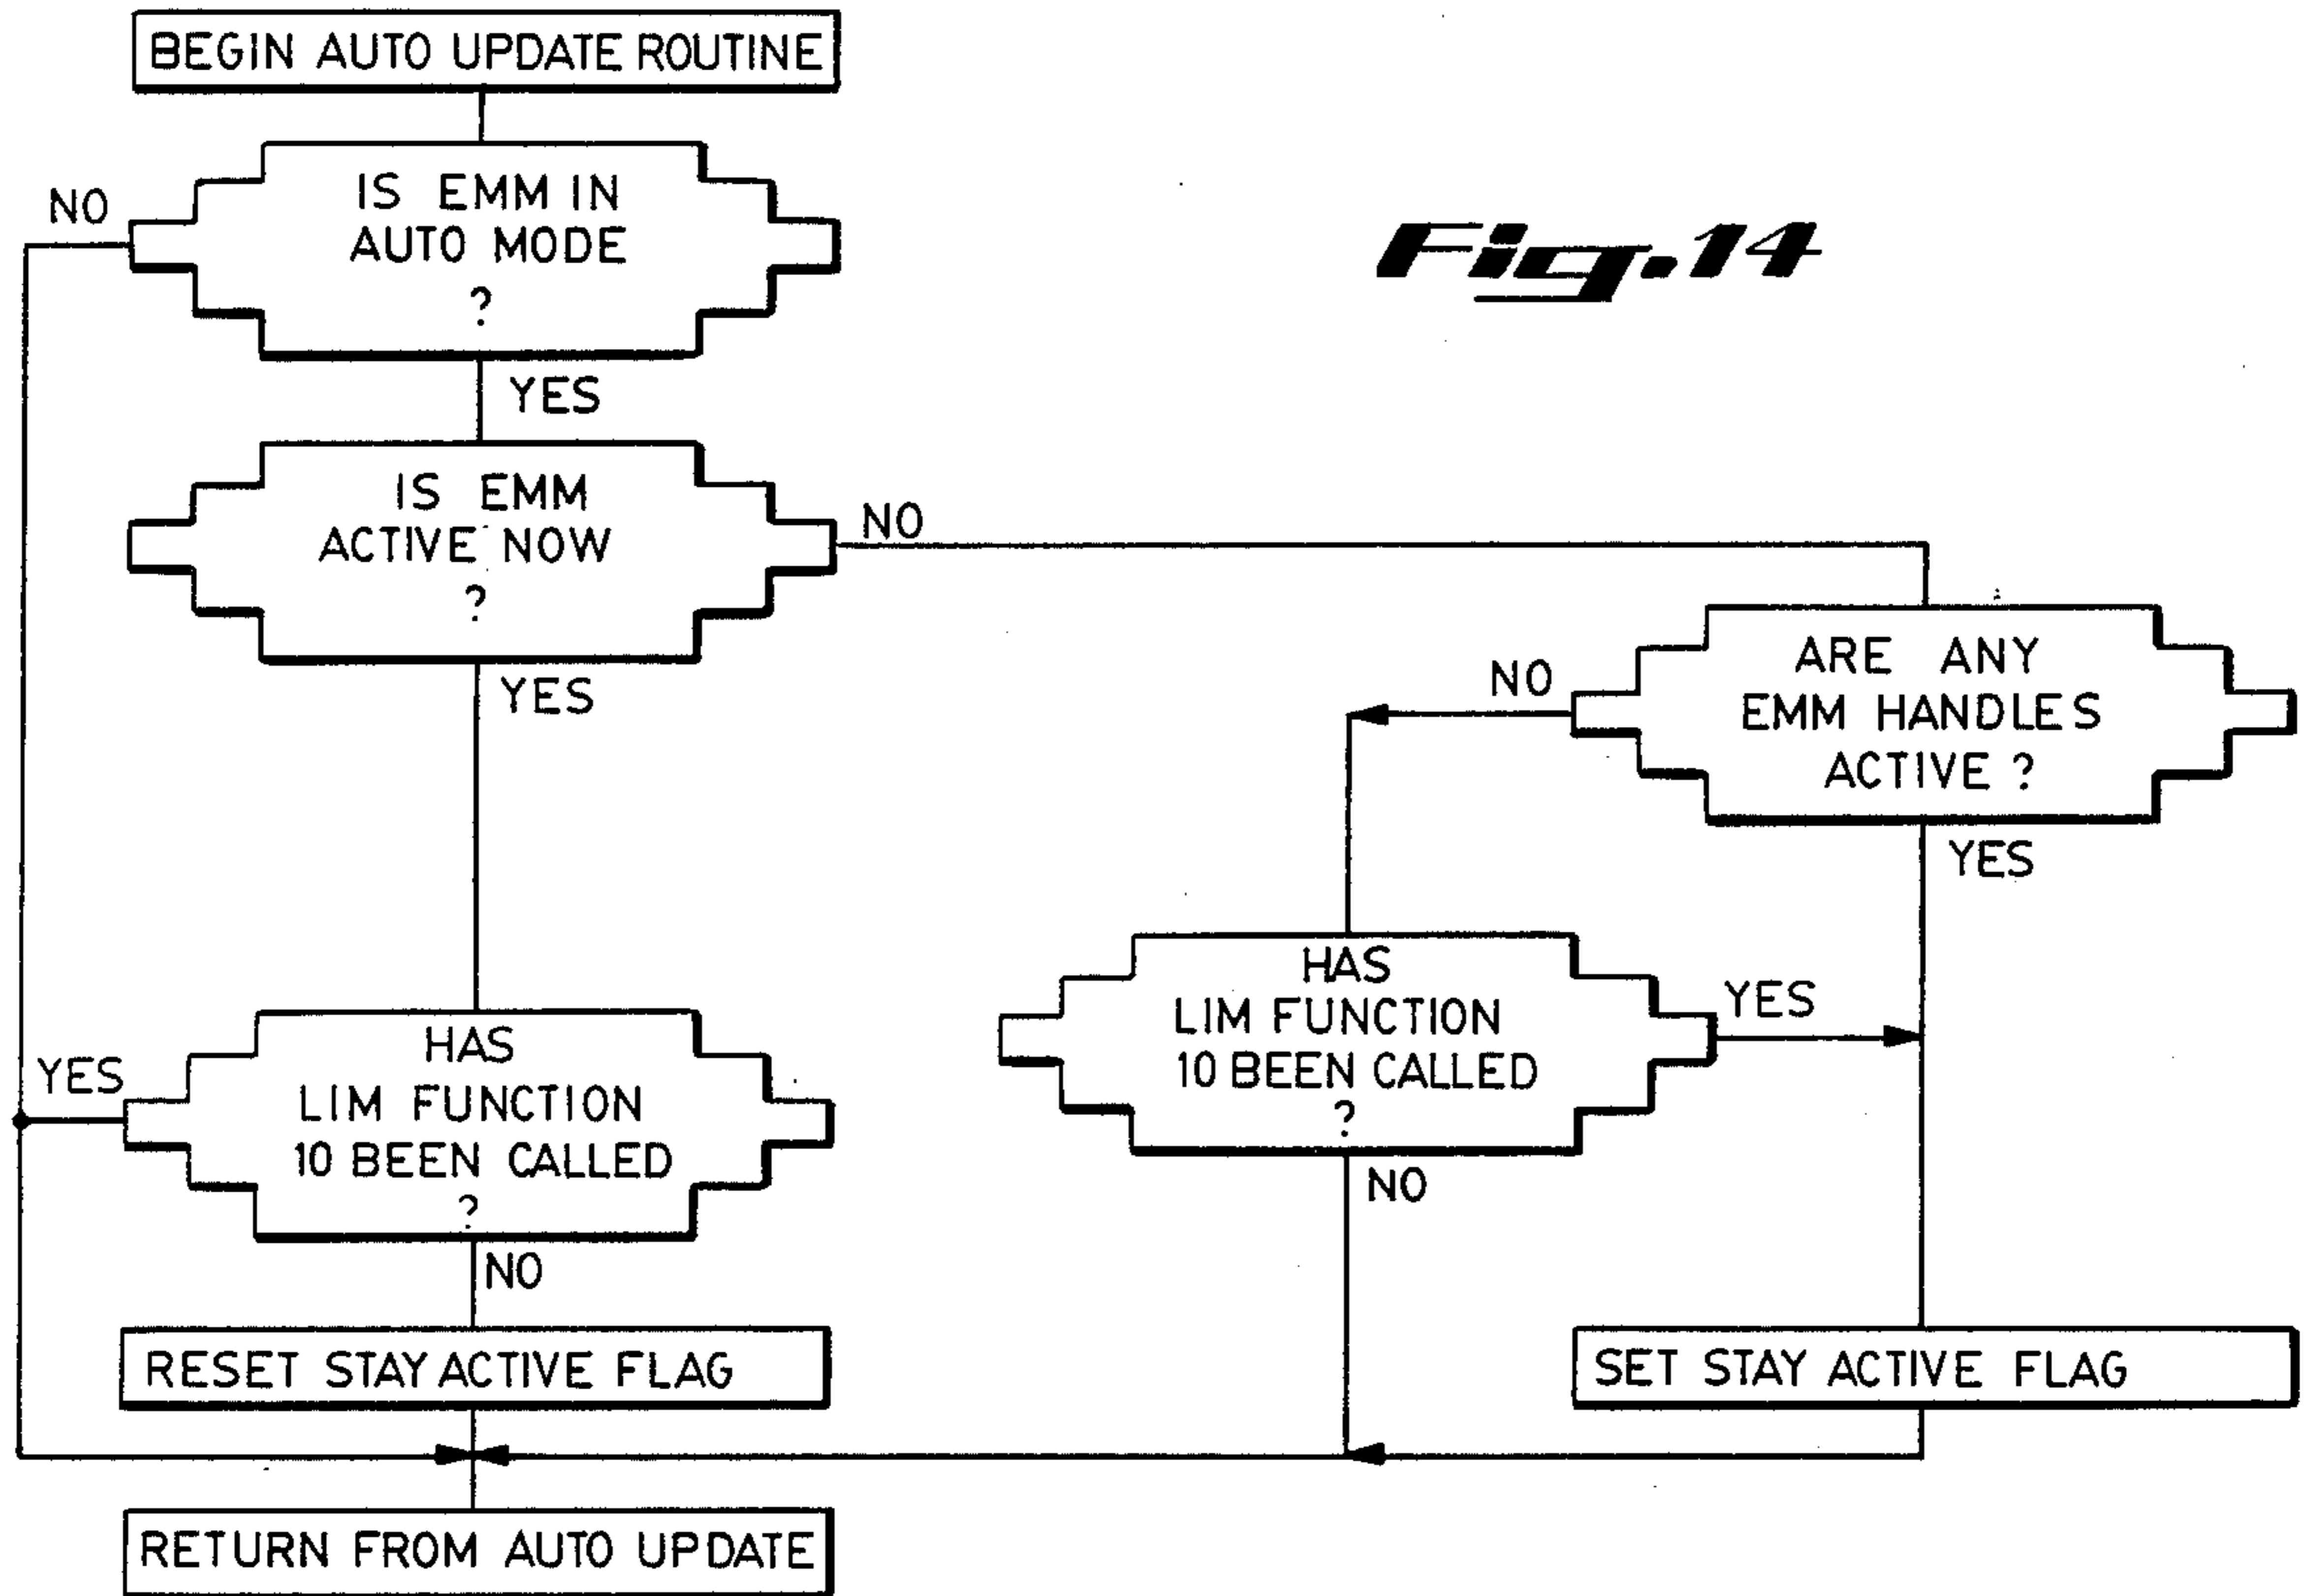 BEGIN AUTO UPDATE ROUTINE
Fig. 14
IS EMM IN
AUTO MODE
?
NO
YES
IS EMM
ACTIVE NOW
?
NO
YES
ARE ANY
EMM HANDLES
ACTIVE ?
NO
YES
HAS
LIM FUNCTION
10 BEEN CALLED
?
YES
NO
HAS
LIM FUNCTION
10 BEEN CALLED
?
YES
NO
RESET STAY ACTIVE FLAG
SET STAY ACTIVE FLAG
RETURN FROM AUTO UPDATE